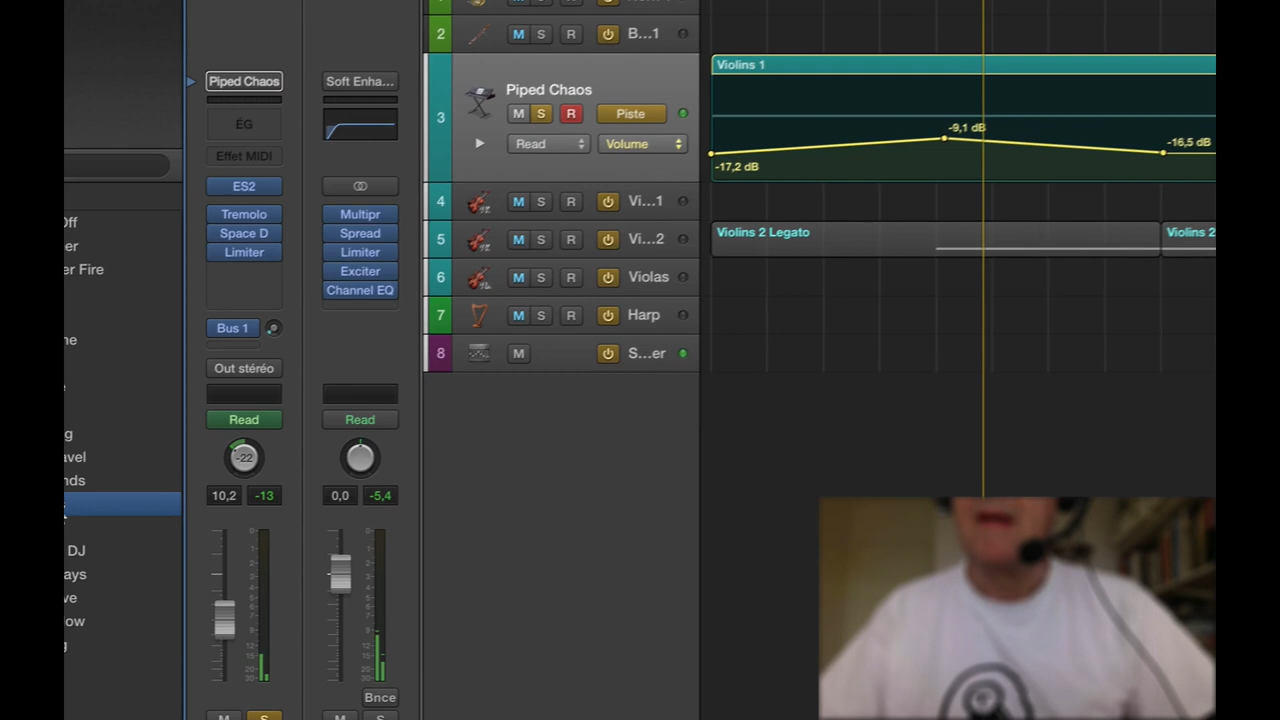 Off
er
er Fire
ne
g
avel
nds
DJ
ays
ve
ow
g
Piped Chaos
ÉG
Effet MIDI
ES2
Tremolo
Space D
Limiter
Bus 1
Out stéréo
Read
-22
10,2 -13
M S
Soft Enha...
Multipr
Spread
Limiter
Exciter
Channel EQ
Read
0,0 -5,4
Bnce
M S
2 M S R B...1
3 Piped Chaos
M S R Piste
Read Volume
4 M S R Vi...1
5 M S R Vi...2
6 M S R Violas
7 M S R Harp
8 M S...er
Violins 1
-9,1 dB
-16,5 dB
-17,2 dB
Violins 2 Legato
Violins 2